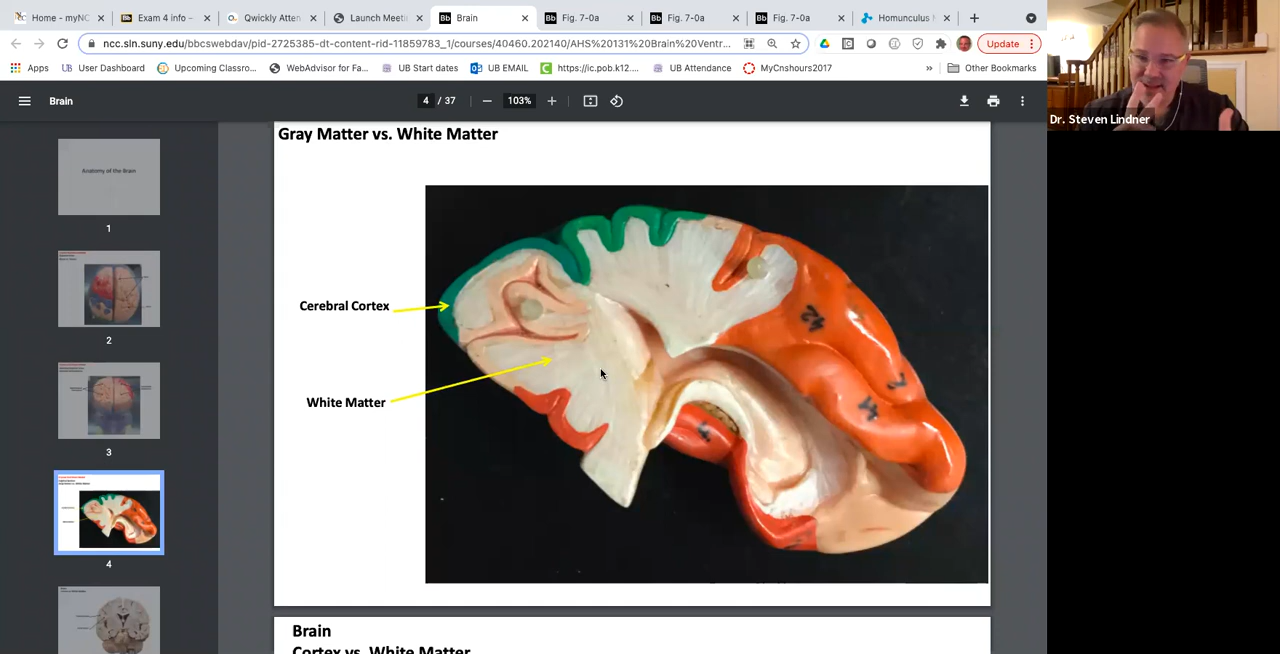 Home - myNC
Exam 4 info -
Qwickly Atten
Launch Meeti
Brain
Fig. 7-0a
Fig. 7-0a
Fig. 7-0a
Homunculus
ncc.sln.suny.edu/bbcswebdav/pid-2725385-dt-content-rid-11859783_1/courses/40460.202140/AHS%20131%20Brain%20Ventr...
Update
Apps
User Dashboard
Upcoming Classro...
WebAdvisor for Fa...
UB Start dates
UB EMAIL
https://ic.pob.k12....
UB Attendance
MyCnshours2017
»
Other Bookmarks
Brain
4 / 37
103%
Dr. Steven Lindner
Anatomy of the Brain
1
2
3
4
Gray Matter vs. White Matter
Cerebral Cortex
White Matter
42
Brain
Cortex vs. White Matter